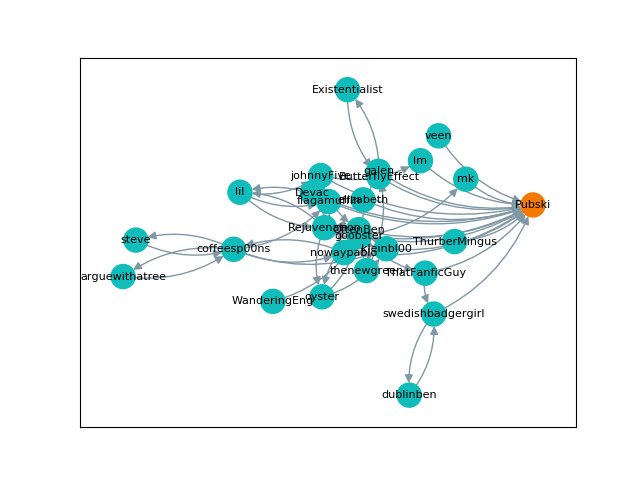 Existentialist
veen
lm
galen
ButterflyEffect
johnnyFive
mk
Devac
lil
elizabeth
flagamuffin
Pubski
Rejuvenation
goobster
steve
ThurberMingus
coffeesp00ns
kleinbl00
nowaypablo
thenewgreen
ThatFanficGuy
arguewithatree
WanderingEng
oyster
swedishbadgergirl
dublinben